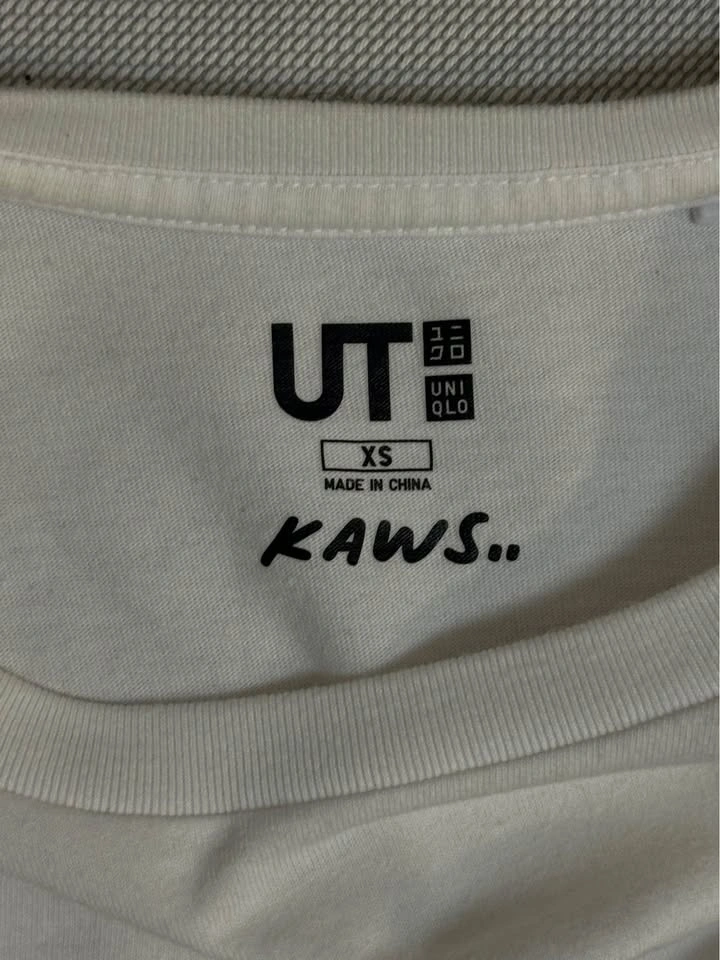 UT
ユニ
クロ
UNI
QLO
XS
MADE IN CHINA
KAWS..